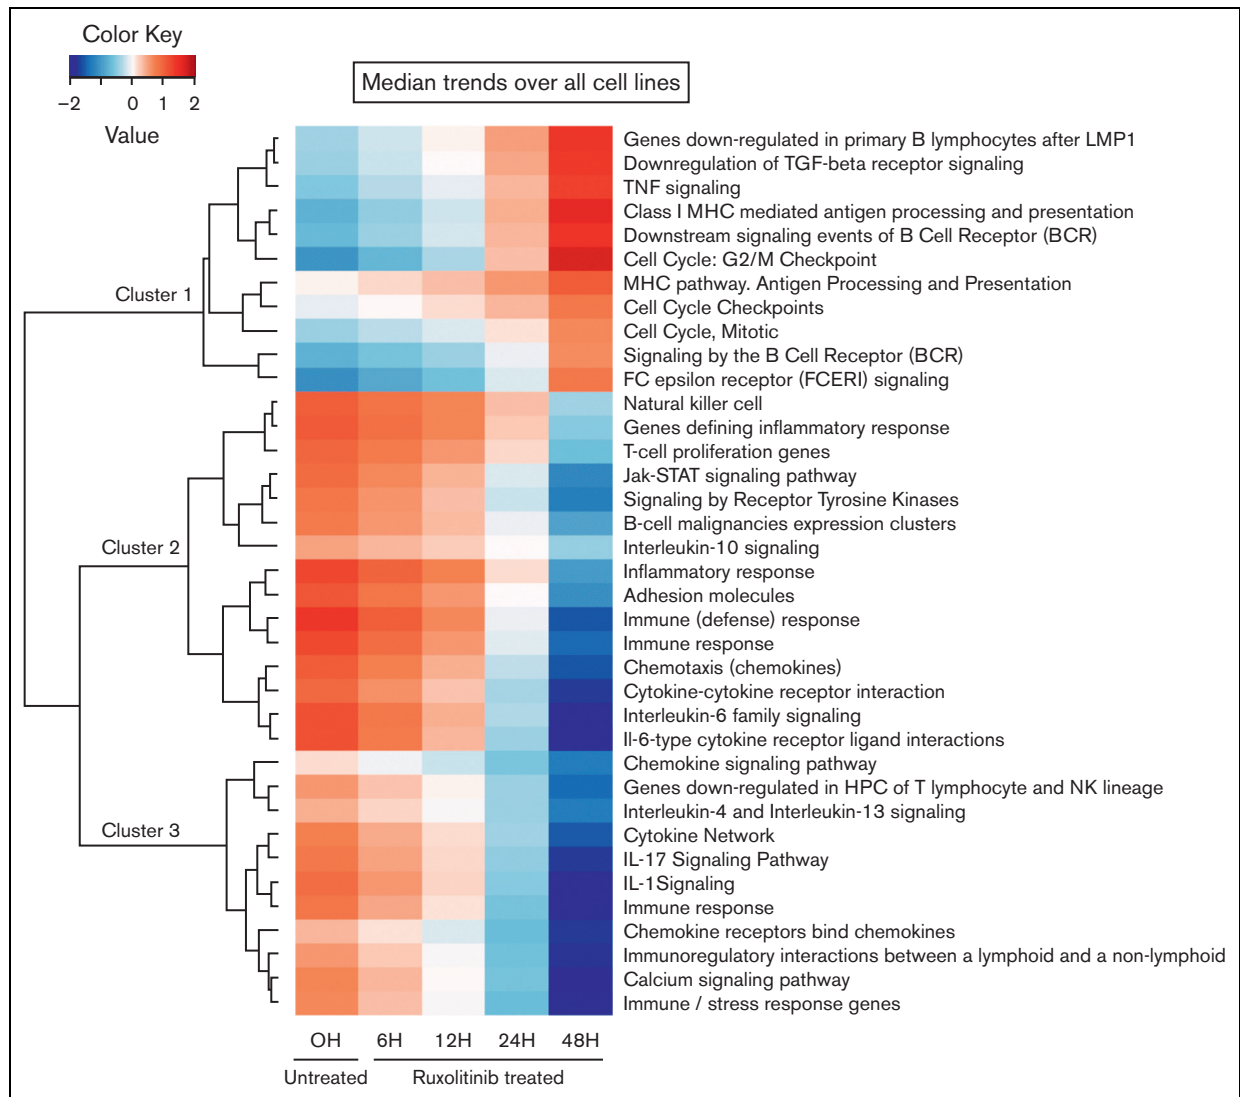 Color Key
−2 0 1 2
Value
Median trends over all cell lines
Genes down-regulated in primary B lymphocytes after LMP1
Downregulation of TGF-beta receptor signaling
TNF signaling
Class I MHC mediated antigen processing and presentation
Downstream signaling events of B Cell Receptor (BCR)
Cell Cycle: G2/M Checkpoint
Cluster 1
MHC pathway. Antigen Processing and Presentation
Cell Cycle Checkpoints
Cell Cycle, Mitotic
Signaling by the B Cell Receptor (BCR)
FC epsilon receptor (FCERI) signaling
Natural killer cell
Genes defining inflammatory response
T-cell proliferation genes
Jak-STAT signaling pathway
Signaling by Receptor Tyrosine Kinases
B-cell malignancies expression clusters
Cluster 2
Interleukin-10 signaling
Inflammatory response
Adhesion molecules
Immune (defense) response
Immune response
Chemotaxis (chemokines)
Cytokine-cytokine receptor interaction
Interleukin-6 family signaling
Il-6-type cytokine receptor ligand interactions
Chemokine signaling pathway
Genes down-regulated in HPC of T lymphocyte and NK lineage
Interleukin-4 and Interleukin-13 signaling
Cluster 3
Cytokine Network
IL-17 Signaling Pathway
IL-1Signaling
Immune response
Chemokine receptors bind chemokines
Immunoregulatory interactions between a lymphoid and a non-lymphoid
Calcium signaling pathway
Immune / stress response genes
OH 6H 12H 24H 48H
Untreated Ruxolitinib treated